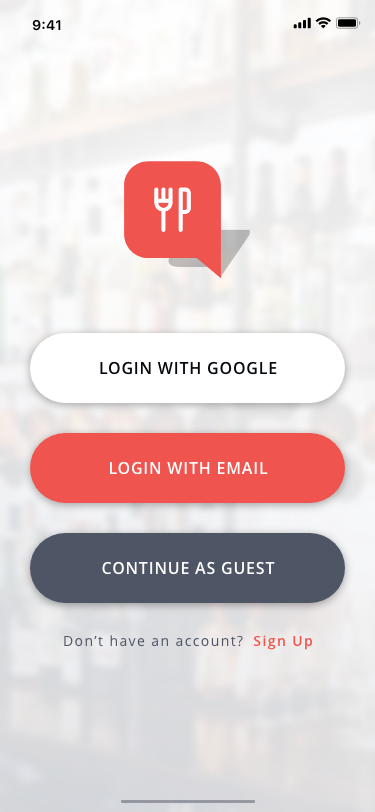 9:41
LOGIN WITH GOOGLE
LOGIN WITH EMAIL
CONTINUE AS GUEST
Don’t have an account? Sign Up